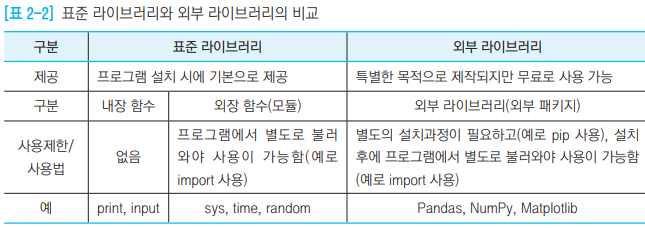 [표 2-2] 표준 라이브러리와 외부 라이브러리의 비교
구분 표준 라이브러리 외부 라이브러리
제공 프로그램 설치 시에 기본으로 제공 특별한 목적으로 제작되지만 무료로 사용 가능
구분 내장 함수 외장 함수(모듈) 외부 라이브러리(외부 패키지)
사용제한/
사용법
없음
프로그램에서 별도로 불러
와야 사용이 가능함(예로
import 사용)
별도의 설치과정이 필요하고(예로 pip 사용), 설치
후에 프로그램에서 별도로 불러와야 사용이 가능함
(예로 import 사용)
예 print, input sys, time, random Pandas, NumPy, Matplotlib